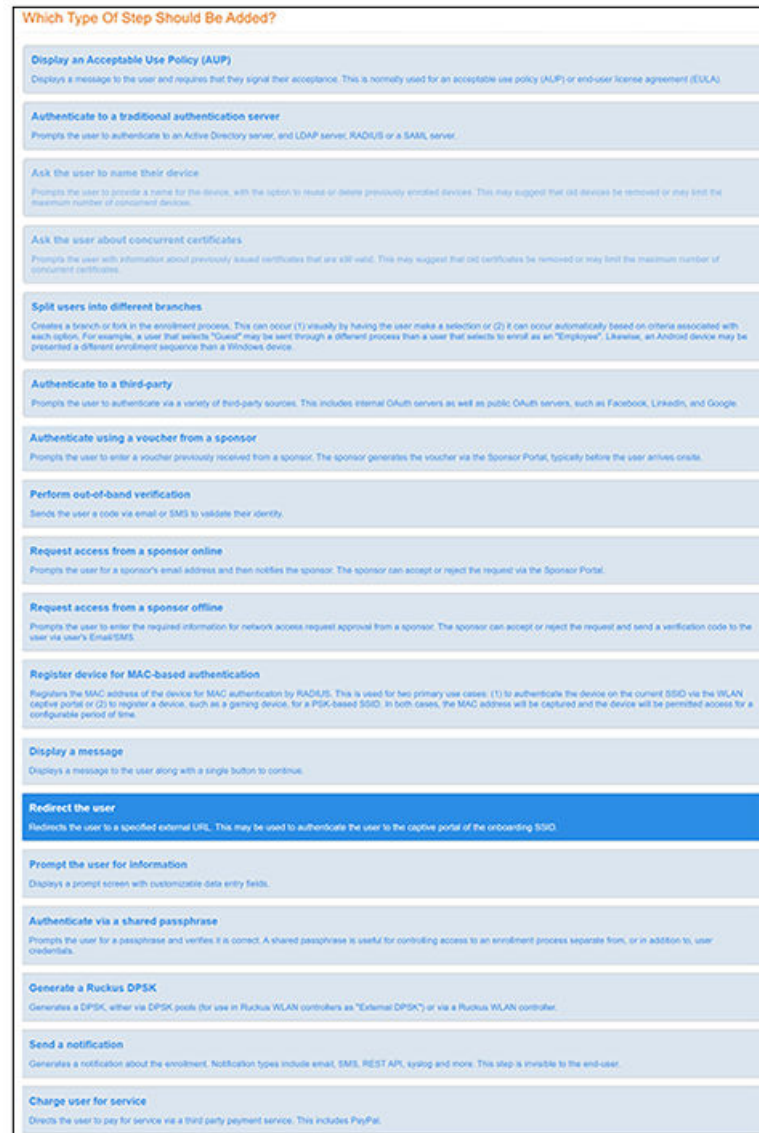 Which Type Of Step Should Be Added?
Display an Acceptable Use Policy (AUP)
Displays a message to the user and requires that they signal their acceptance. This is normally used for an acceptable use policy (AUP) or end-user license agreement (EULA).
Authenticate to a traditional authentication server
Prompts the user to authenticate to an Active Directory server, and LDAP server, RADIUS or a SAML server.
Ask the user to name their device
Prompts the user to provide a name for the device, with the option to reuse or delete previously enrolled devices. This may suggest that old devices be removed or may limit the
maximum number of concurrent devices.
Ask the user about concurrent certificates
Prompts the user with information about previously issued certificates that are still valid. This may suggest that old certificates be removed or may limit the maximum number of
concurrent certificates.
Split users into different branches
Creates a branch or fork in the enrollment process. This can occur (1) visually by having the user make a selection or (2) it can occur automatically based on criteria associated with
each option. For example, a user that selects "Guest" may be sent through a different process than a user that selects to enroll as an "Employee". Likewise, an Android device may be
presented a different enrollment sequence than a Windows device.
Authenticate to a third-party
Prompts the user to authenticate via a variety of third-party sources. This includes internal OAuth servers as well as public OAuth servers, such as Facebook, LinkedIn, and Google.
Authenticate using a voucher from a sponsor
Prompts the user to enter a voucher previously received from a sponsor. The sponsor generates the voucher via the Sponsor Portal, typically before the user arrives onsite.
Perform out-of-band verification
Sends the user a code via email or SMS to validate their identity.
Request access from a sponsor online
Prompts the user for a sponsor's email address and then notifies the sponsor. The sponsor can accept or reject the request via the Sponsor Portal.
Request access from a sponsor offline
Prompts the user to enter the required information for network access request approval from a sponsor. The sponsor can accept or reject the request and send a verification code to the
user via user's Email/SMS
Register device for MAC-based authentication
Registers the MAC address of the device for MAC authentication by RADIUS. This is used for two primary use cases: (1) to authenticate the device on the current SSID via the WLAN
captive portal or (2) to register a device, such as a gaming device, for a PSK-based SSID. In both cases, the MAC address will be captured and the device will be permitted access for a
configurable period of time.
Display a message
Displays a message to the user along with a single button to continue.
Redirect the user
Redirects the user to a specified external URL. This may be used to authenticate the user to the captive portal of the onboarding SSID.
Prompt the user for information
Displays a prompt screen with customizable data entry fields.
Authenticate via a shared passphrase
Prompts the user for a passphrase and verifies it is correct. A shared passphrase is useful for controlling access to an enrollment process separate from, or in addition to, user
credentials.
Generate a Ruckus DPSK
Generates a DPSK, either via DPSK pools (for use in Ruckus WLAN controllers as "External DPSK") or via a Ruckus WLAN controller.
Send a notification
Generates a notification about the enrollment. Notification types include email, SMS, REST API, syslog and more. This step is invisible to the end-user.
Charge user for service
Directs the user to pay for service via a third party payment service. This includes PayPal.